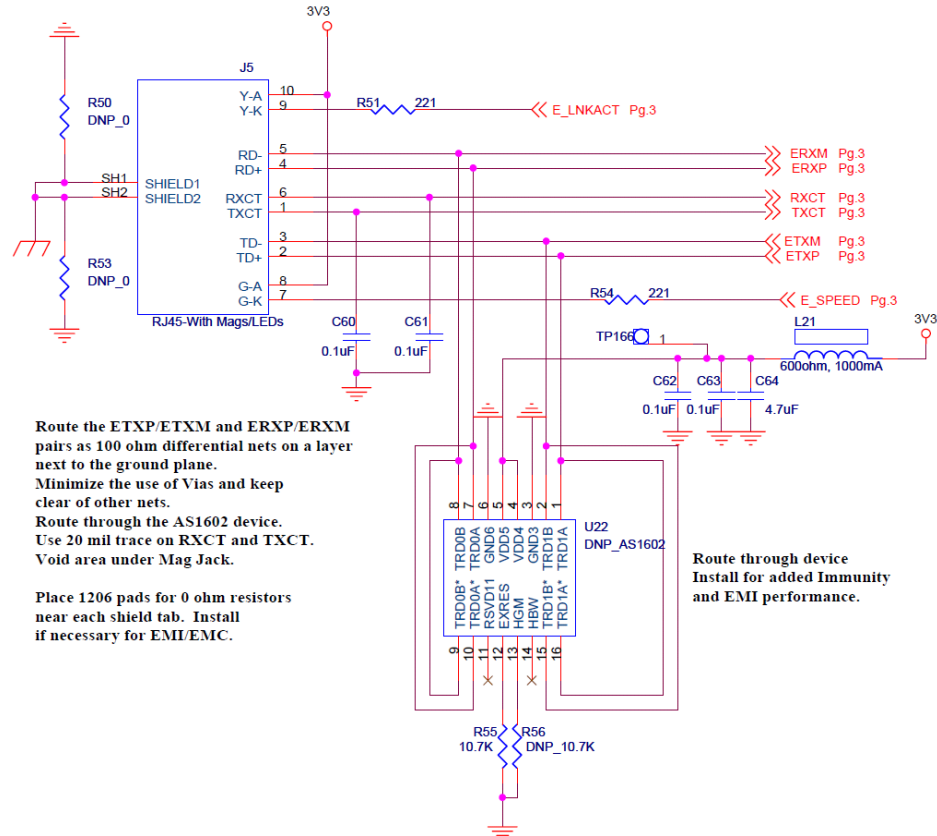 3V3
J5
R50
DNP_0
Y-A 10
Y-K 9
R51 221
E_LNKACT Pg.3
RD- 5
RD+ 4
ERXM Pg.3
ERXP Pg.3
SH1 SHIELD1
SH2 SHIELD2
RXCT 6
TXCT 1
RXCT Pg.3
TXCT Pg.3
TD- 3
TD+ 2
ETXM Pg.3
ETXP Pg.3
R53
DNP_0
G-A 8
G-K 7
R54 221
E_SPEED Pg.3
RJ45-With Mags/LEDs
C60
0.1uF
C61
0.1uF
TP166 1
L21
600ohm, 1000mA
3V3
C62
0.1uF
C63
0.1uF
C64
4.7uF
Route the ETXP/ETXM and ERXP/ERXM
pairs as 100 ohm differential nets on a layer
next to the ground plane.
Minimize the use of Vias and keep
clear of other nets.
Route through the AS1602 device.
Use 20 mil trace on RXCT and TXCT.
Void area under Mag Jack.
Place 1206 pads for 0 ohm resistors
near each shield tab. Install
if necessary for EMI/EMC.
8 7 6 5 4 3 2 1
TRD0B TRD0A GND6 VDD5 VDD4 GND3 TRD1B TRD1A
U22
DNP_AS1602
TRD0B* TRD0A* RSVD11 EXRES HGM HBW TRD1B* TRD1A*
9 10 11 12 13 14 15 16
Route through device
Install for added Immunity
and EMI performance.
R55
10.7K
R56
DNP_10.7K